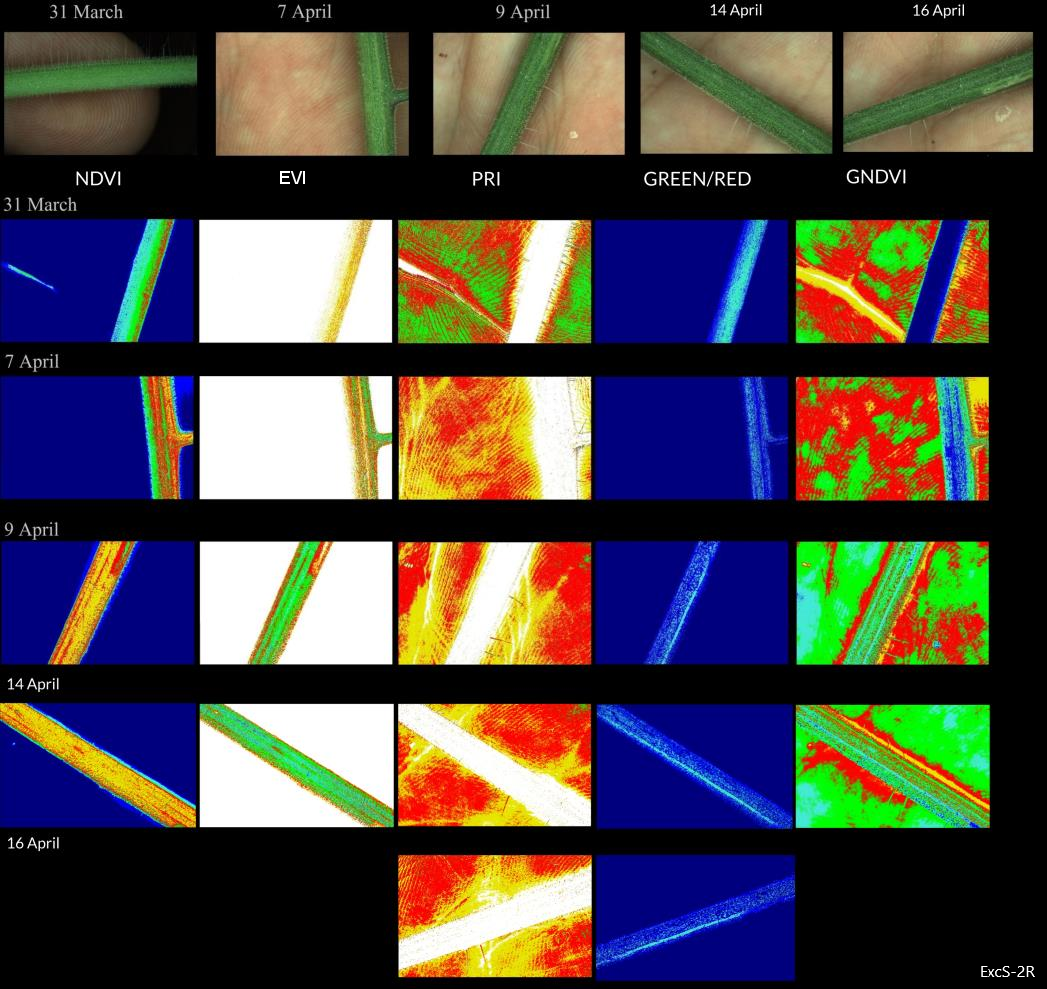 31 March 7 April 9 April 14 April 16 April
NDVI EVI PRI GREEN/RED GNDVI
31 March
7 April
9 April
14 April
16 April
ExcS-2R